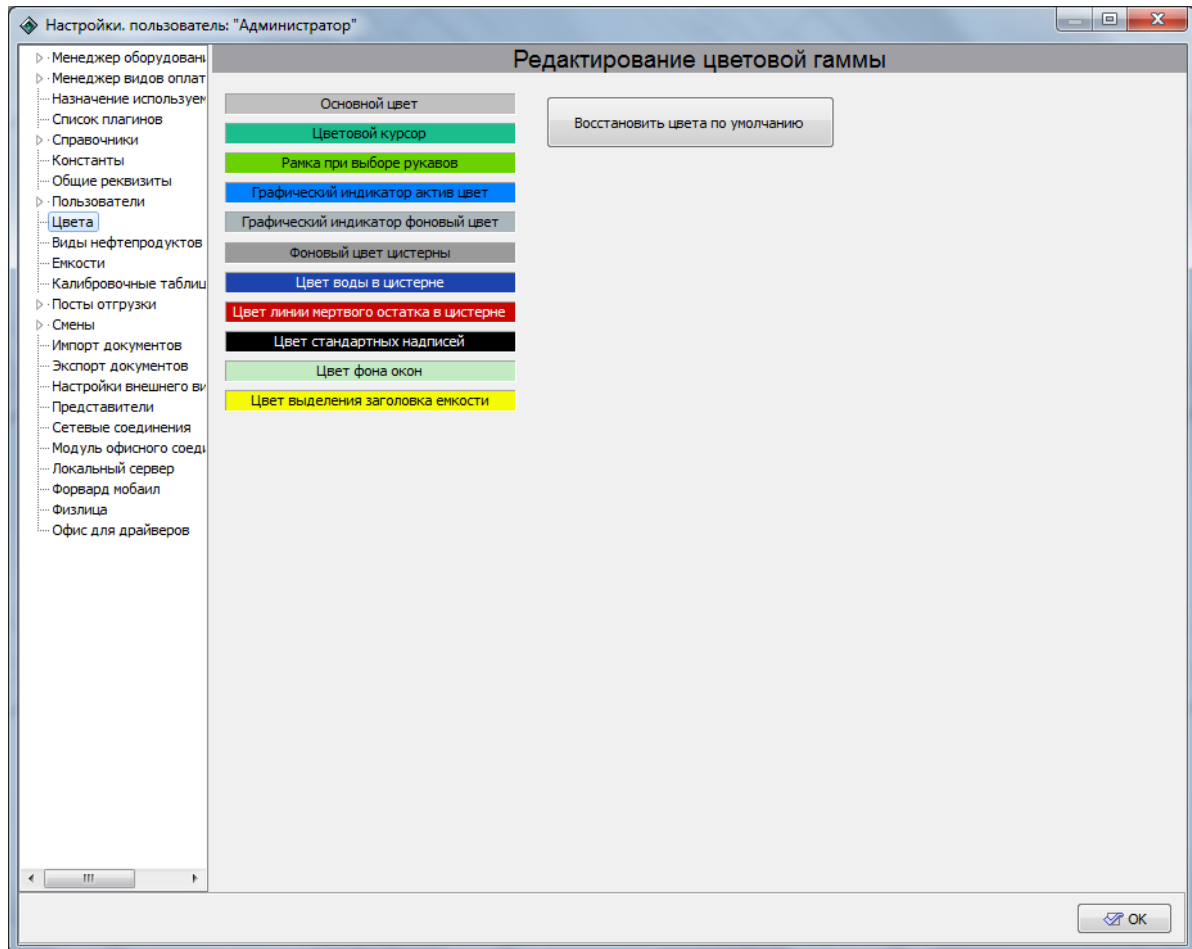 Настройки. пользователь: "Администратор"
Менеджер оборудован
Менеджер видов оплат
Назначение используем
Список плагинов
Справочники
Константы
Общие реквизиты
Пользователи
Цвета
Виды нефтепродуктов
Емкости
Калибровочные таблиц
Посты отгрузки
Смены
Импорт документов
Экспорт документов
Настройки внешнего ви
Представители
Сетевые соединения
Модуль офисного соеди
Локальный сервер
Форвард мобаил
Физлица
Офис для драйверов
Редактирование цветовой гаммы
Основной цвет
Цветовой курсор
Рамка при выборе рукавов
Графический индикатор актив цвет
Графический индикатор фоновый цвет
Фоновый цвет цистерны
Цвет воды в цистерне
Цвет линии мертвого остатка в цистерне
Цвет стандартных надписей
Цвет фона окон
Цвет выделения заголовка емкости
Восстановить цвета по умолчанию
OK